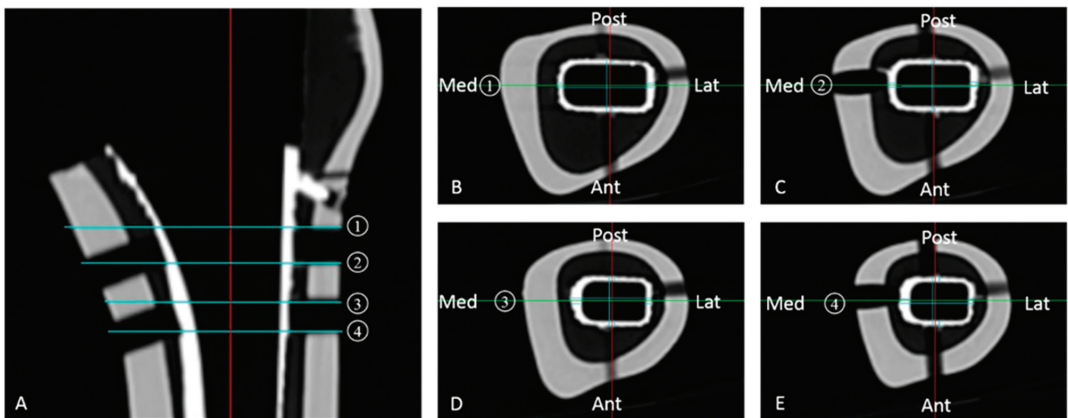 A
①
②
③
④
Post
Med ① Lat
B Ant
Post
Med ② Lat
C Ant
Post
Med ③ Lat
D Ant
Post
Med ④ Lat
E Ant